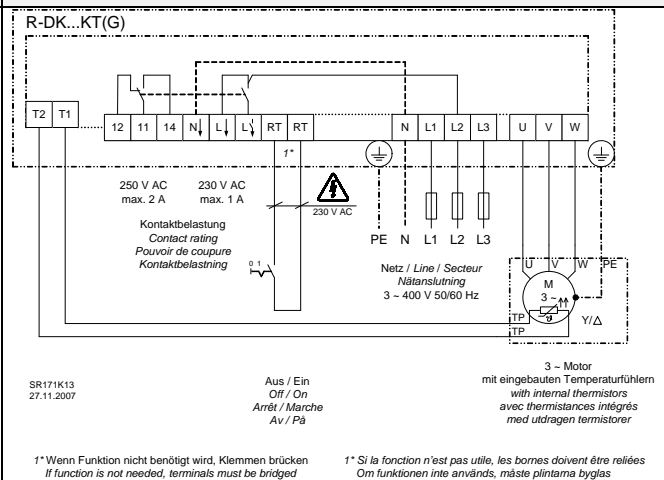 R-DK...KT(G)
T2 T1
12 11 14 N L L RT RT N L1 L2 L3 U V W
1*
250 V AC
max. 2 A
230 V AC
max. 1 A
230 V AC
Kontaktbelastung
Contact rating
Pouvoir de coupure
Kontaktbelastning
0 1
PE N L1 L2 L3
Netz / Line / Secteur
Nätanslutning
3 ~ 400 V 50/60 Hz
U V W PE
M
3 ~
TP
TP
Y/△
SR171K13
27.11.2007
Aus / Ein
Off / On
Arrêt / Marche
Av / Pà
3 ~ Motor
mit eingebauten Temperaturfühlern
with internal thermistors
avec thermistances intégrés
med utdragen termistorer
1* Wenn Funktion nicht benötigt wird, Klemmen brücken
If function is not needed, terminals must be bridged
1* Si la fonction n'est pas utile, les bornes doivent être reliées
Om funktionen inte används, máste plintarna byglas